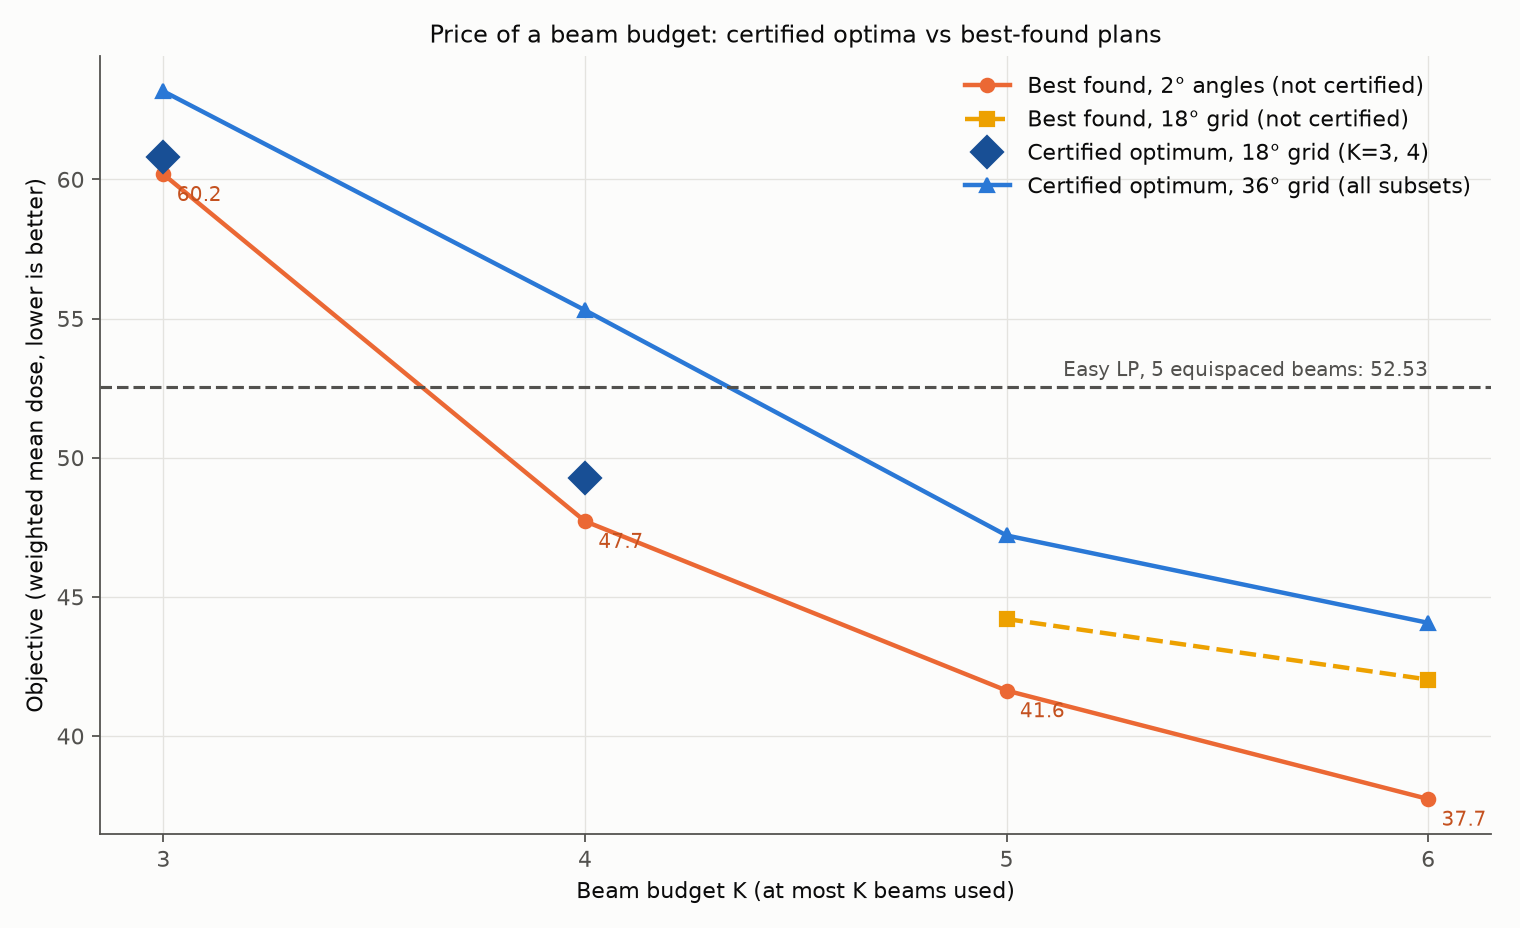 Price of a beam budget: certified optima vs best-found plans
Best found, 2° angles (not certified)
Best found, 18° grid (not certified)
Certified optimum, 18° grid (K=3, 4)
Certified optimum, 36° grid (all subsets)
Objective (weighted mean dose, lower is better)
60
55
50
45
40
60.2
Easy LP, 5 equispaced beams: 52.53
47.7
41.6
37.7
3
4
5
6
Beam budget K (at most K beams used)